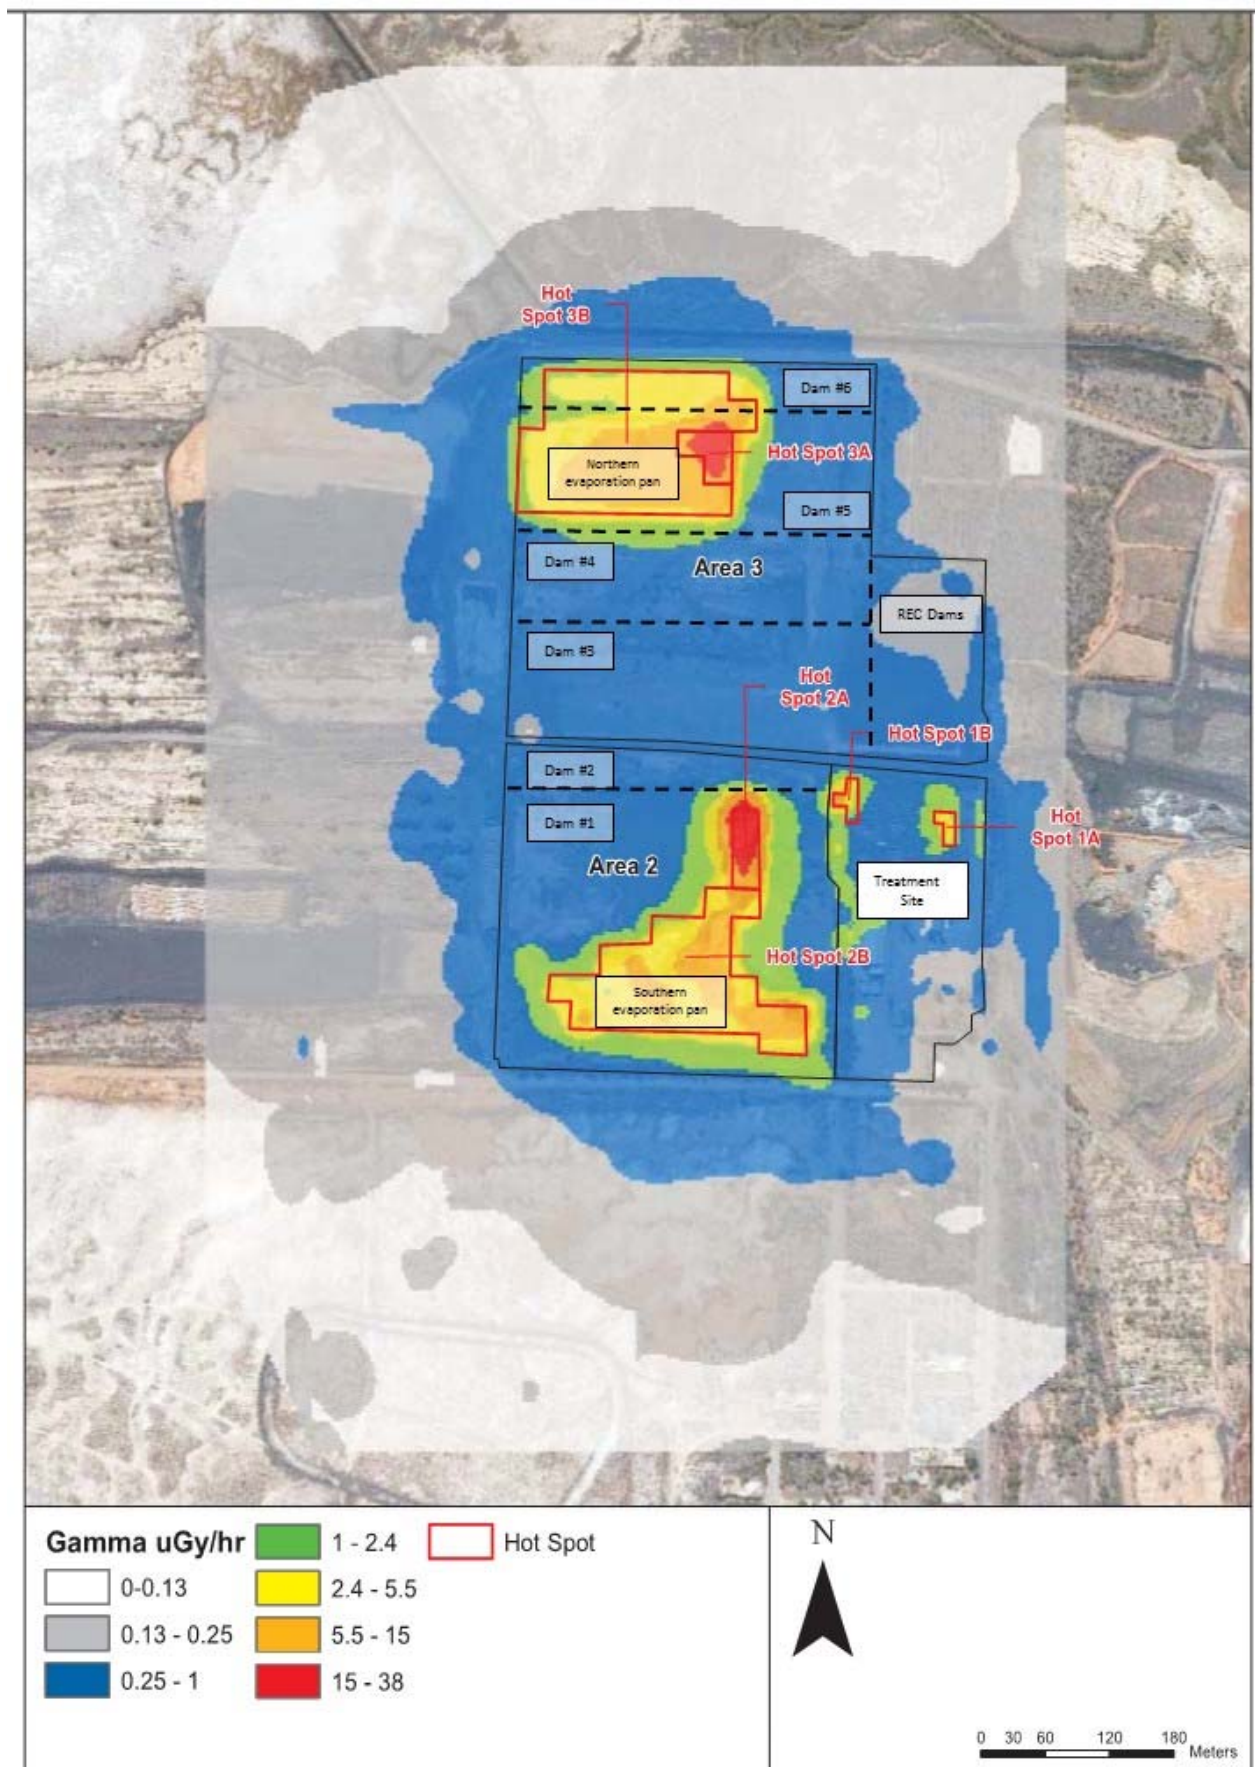 Hot
Spot 3B
Dam #6
Hot Spot 3A
Northern
evaporation pan
Dam #5
Dam #4
Area 3
REC Dams
Dam #3
Hot
Spot 2A
Hot Spot 1B
Dam #2
Dam #1
Hot
Spot 1A
Area 2
Treatment
Site
Hot Spot 2B
Southern
evaporation pan
Gamma uGy/hr
0-0.13
0.13 - 0.25
0.25 - 1
1 - 2.4
2.4 - 5.5
5.5 - 15
15 - 38
Hot Spot
N
0 30 60 120 180
Meters